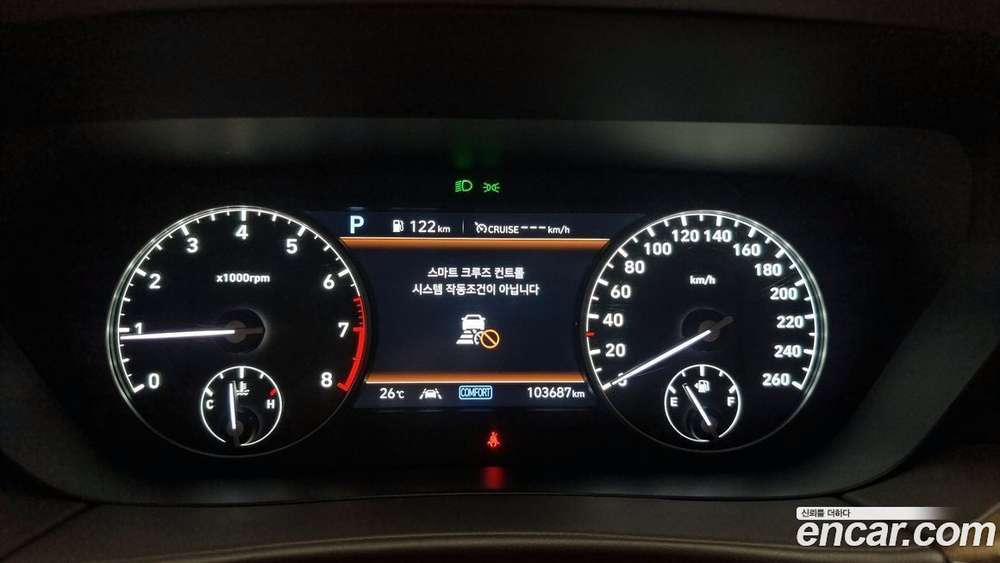 P 122 km CRUISE --- km/h
스마트 크루즈 컨트롤
시스템 작동조건이 아닙니다
26℃ COMFORT 103687 km
x1000rpm
0 1 2 3 4 5 6 7 8
C H
km/h
0 20 40 60 80 100 120 140 160 180 200 220 240 260
E F
신뢰를 더하다
encar.com